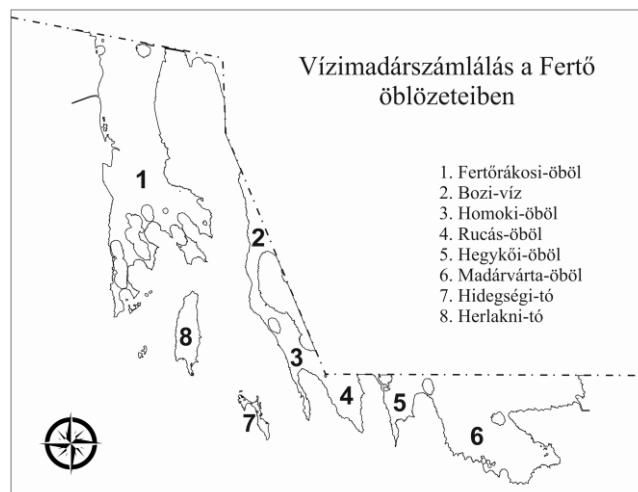 Vízimadárszámlálás a Fertő
öblözeteiben
1. Fertőrákosi-öböl
2. Bozi-víz
3. Homoki-öböl
4. Rucás-öböl
5. Hegykői-öböl
6. Madárvárta-öböl
7. Hidegségi-tó
8. Herlakni-tó
1
2
8
3
4
5
7
6